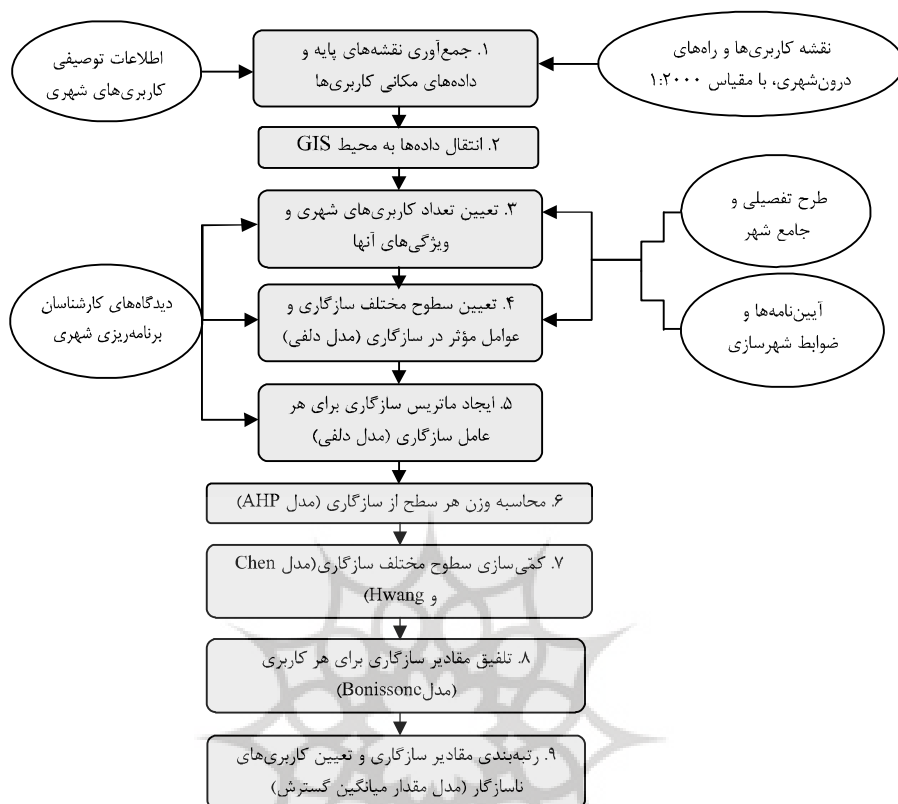 ۱. جمع‌آوری نقشه‌های پایه و
داده‌های مکانی کاربری‌ها
نقشه کاربری‌ها و راه‌های
درون‌شهری، با مقیاس ۱:۲۰۰۰
اطلاعات توصیفی
کاربری‌های شهری
۲. انتقال داده‌ها به محیط GIS
۳. تعیین تعداد کاربری‌های شهری و
ویژگی‌های آنها
طرح تفصیلی و
جامع شهر
۴. تعیین سطوح مختلف سازگاری و
عوامل مؤثر در سازگاری (مدل دلفی)
آیین‌نامه‌ها و
ضوابط شهرسازی
دیدگاه‌های کارشناسان
برنامه‌ریزی شهری
۵. ایجاد ماتریس سازگاری برای هر
عامل سازگاری (مدل دلفی)
۶. محاسبه وزن هر سطح از سازگاری (مدل AHP)
۷. کمّی‌سازی سطوح مختلف سازگاری(مدل Chen
و Hwang)
۸. تلفیق مقادیر سازگاری برای هر کاربری
(مدلBonissone)
۹. رتبه‌بندی مقادیر سازگاری و تعیین کاربری‌های
ناسازگار (مدل مقدار میانگین گسترش)